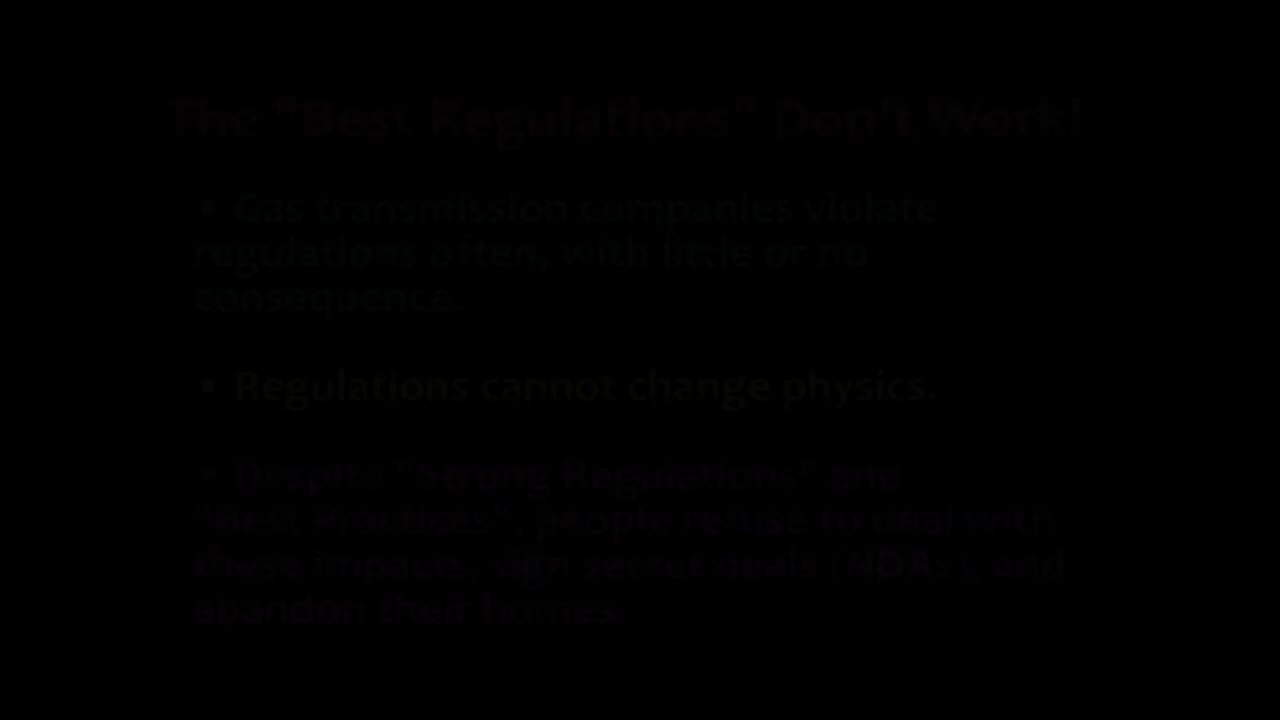 The "Best Regulations" Don't Work!
• Gas transmission companies violate
regulations often, with little or no
consequence.
• Regulations cannot change physics.
• Despite "Strong Regulations" and
"Best Practices", people refuse to deal with
these impacts, sign secret deals (NDAs), and
abandon their homes.